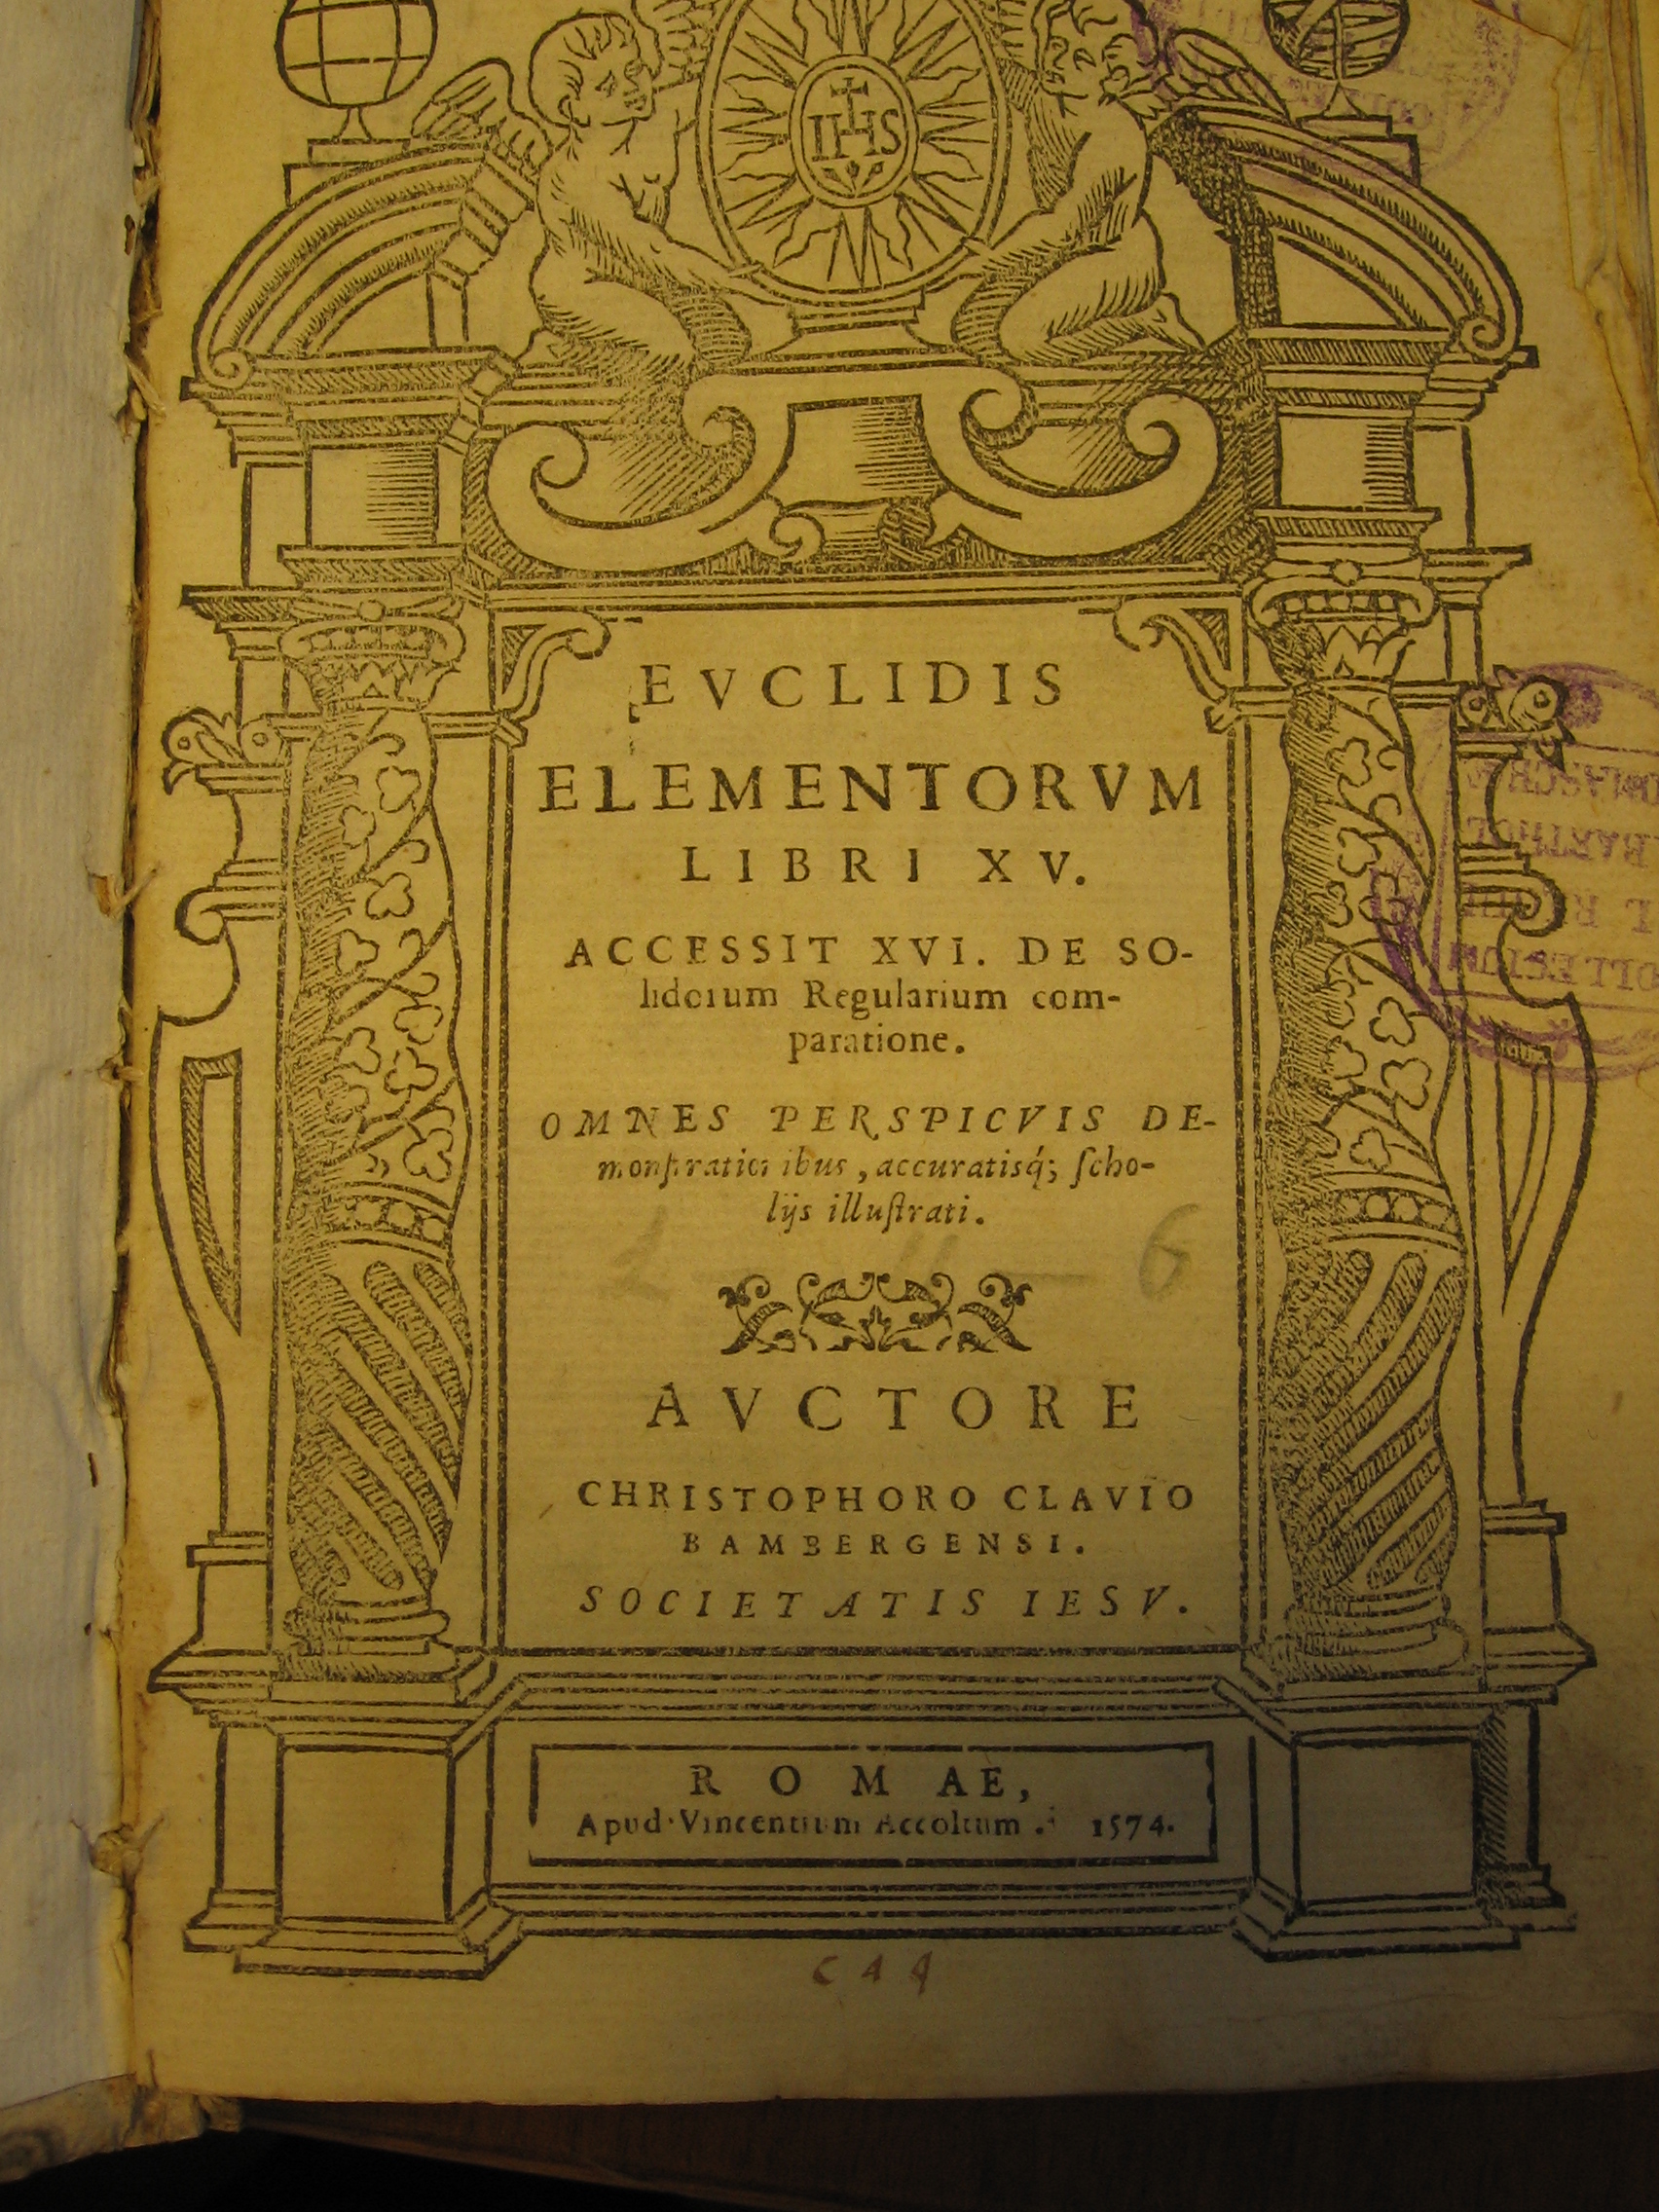 IHS
EVCLIDIS
ELEMENTORVM
LIBRI XV.
ACCESSIT XVI. DE SO-
lidorum Regularium com-
paratione.
OMNES PERSPICVIS DE-
monſtrationibus, accuratisq́; ſcho-
lijs illuſtrati.
AVCTORE
CHRISTOPHORO CLAVIO
BAMBERGENSI.
SOCIETATIS IESV.
ROMAE,
Apud Vincentium Accoltum. 1574.